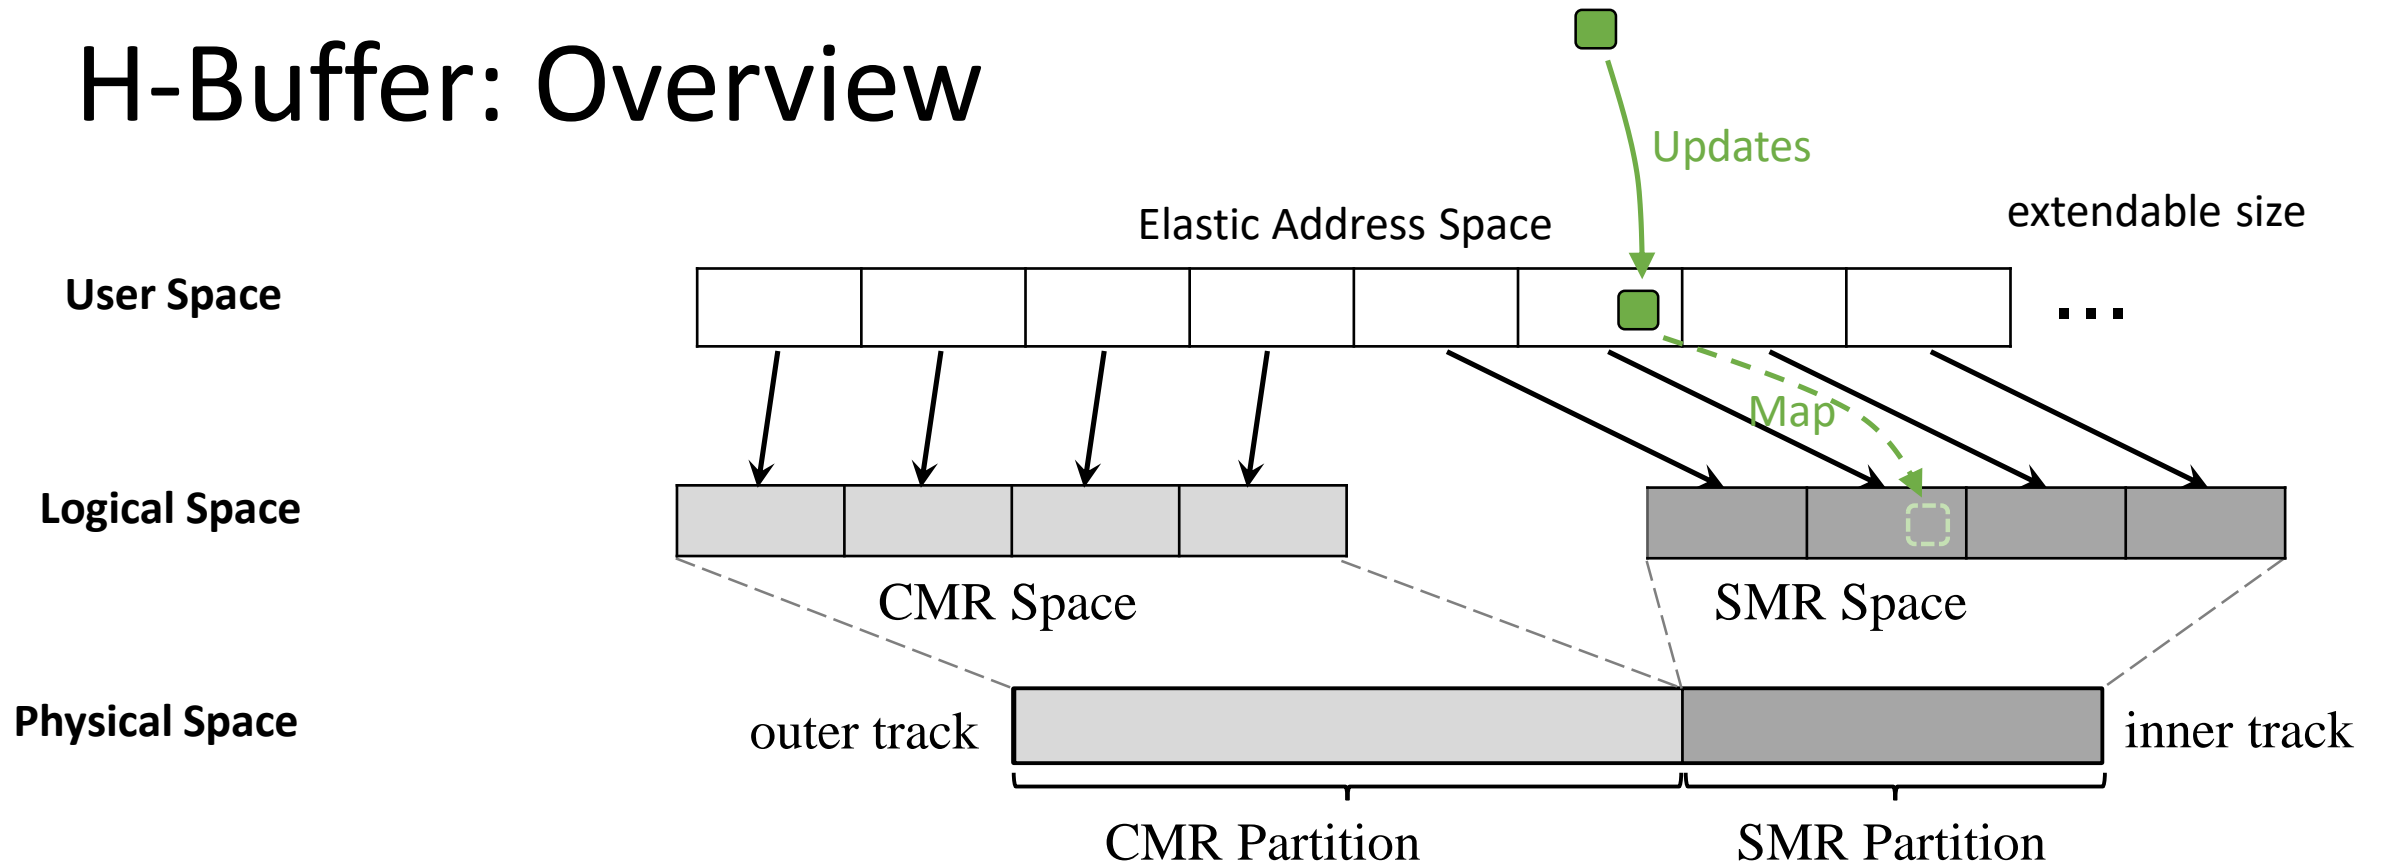 H-Buffer: Overview
Updates
Elastic Address Space
extendable size
User Space
...
Map
Logical Space
CMR Space
SMR Space
Physical Space
outer track
inner track
CMR Partition
SMR Partition